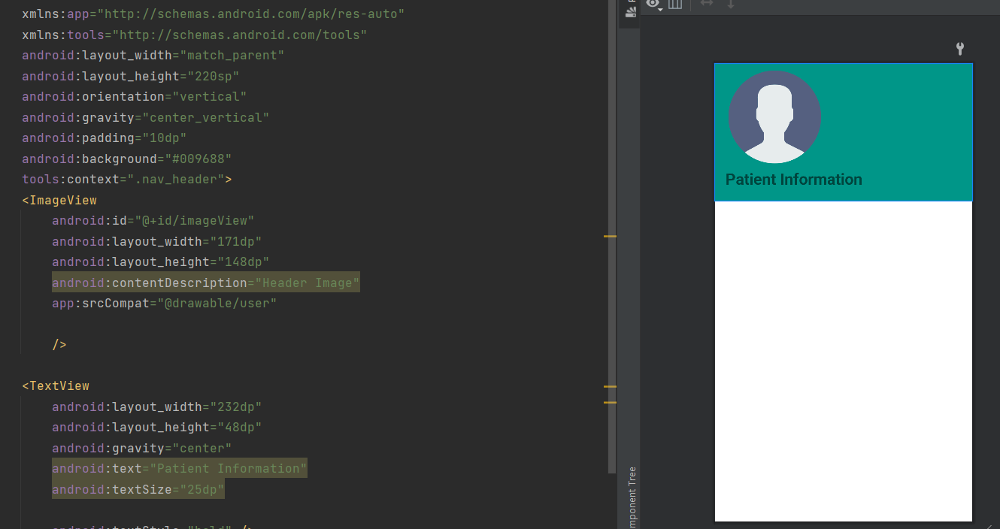 xmlns:app="http://schemas.android.com/apk/res-auto"
xmlns:tools="http://schemas.android.com/tools"
android:layout_width="match_parent"
android:layout_height="220sp"
android:orientation="vertical"
android:gravity="center_vertical"
android:padding="10dp"
android:background="#009688"
tools:context=".nav_header">
<ImageView
android:id="@+id/imageView"
android:layout_width="171dp"
android:layout_height="148dp"
android:contentDescription="Header Image"
app:srcCompat="@drawable/user"
/>
<TextView
android:layout_width="232dp"
android:layout_height="48dp"
android:gravity="center"
android:text="Patient Information"
android:textSize="25dp"
android:textStyle="bold" />
mponent Tree
Patient Information